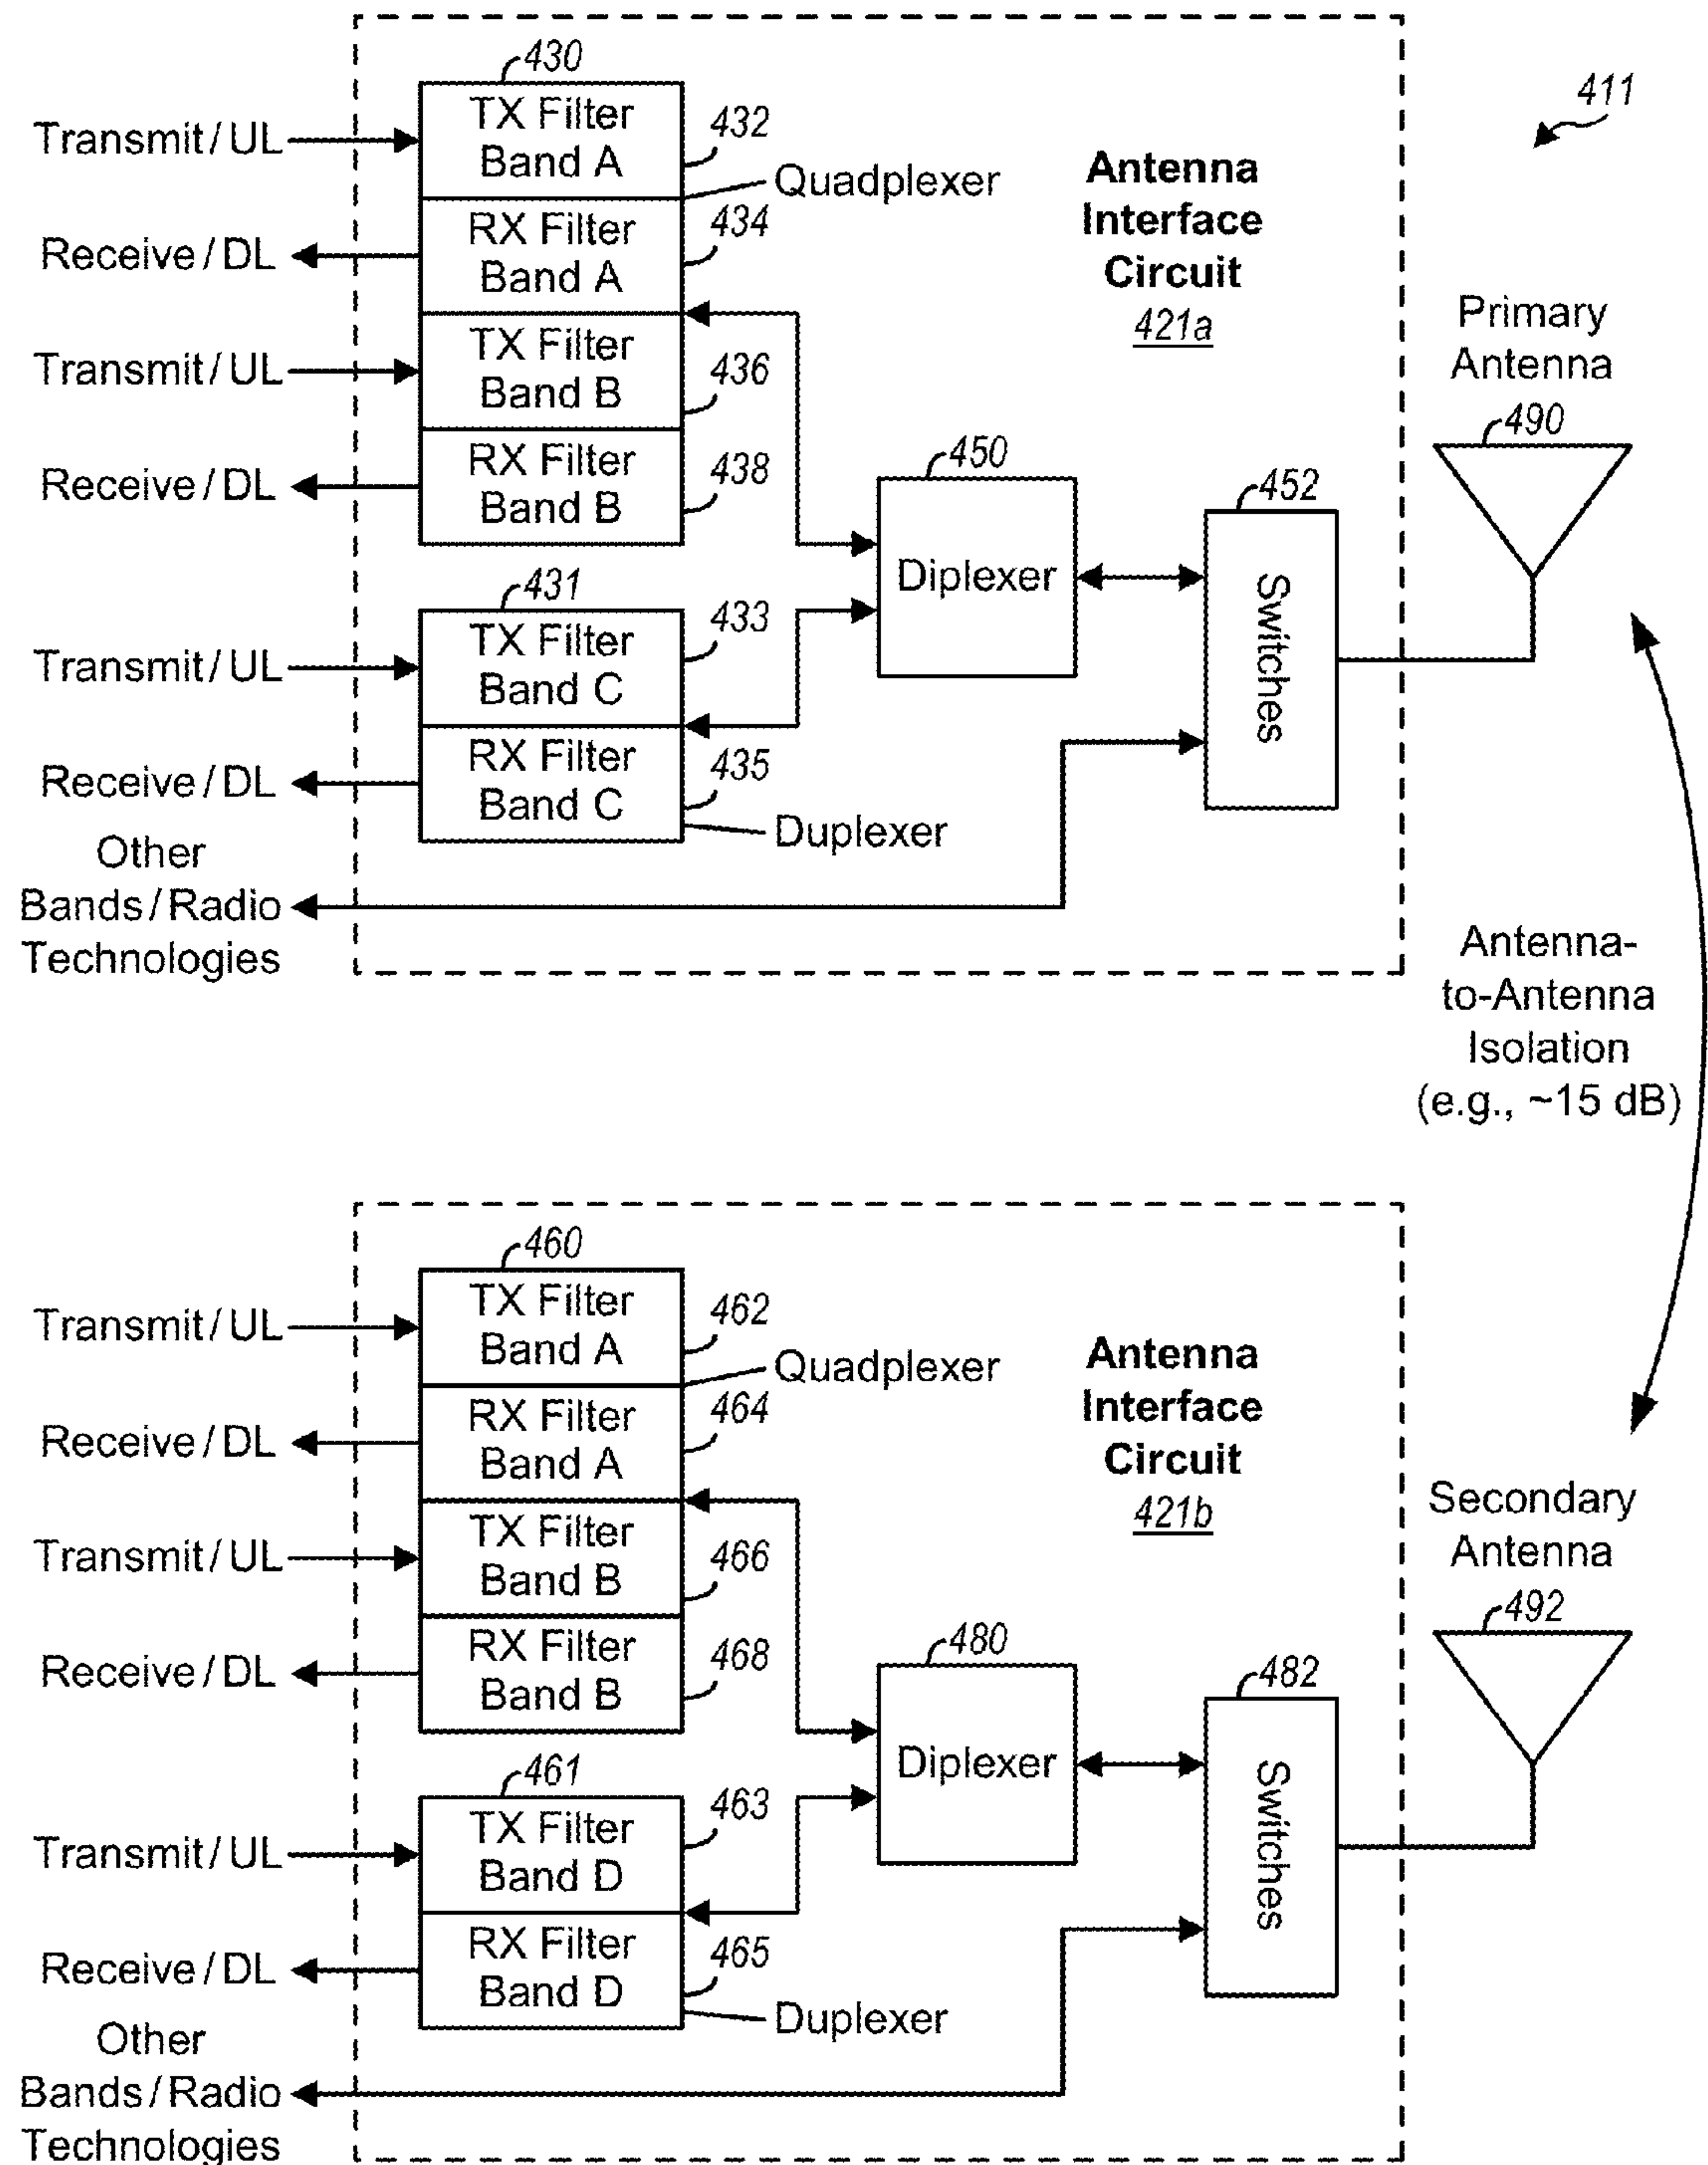 411
430
Transmit/UL
TX Filter
Band A
432
Quadplexer
Receive/DL
RX Filter
Band A
434
Transmit/UL
TX Filter
Band B
436
Receive/DL
RX Filter
Band B
438
431
Transmit/UL
TX Filter
Band C
433
Receive/DL
RX Filter
Band C
435
Duplexer
Other
Bands/Radio
Technologies
Antenna
Interface
Circuit
421a
450
Diplexer
452
Switches
Primary
Antenna
490
Antenna-
to-Antenna
Isolation
(e.g., ~15 dB)
460
Transmit/UL
TX Filter
Band A
462
Quadplexer
Receive/DL
RX Filter
Band A
464
Transmit/UL
TX Filter
Band B
466
Receive/DL
RX Filter
Band B
468
461
Transmit/UL
TX Filter
Band D
463
Receive/DL
RX Filter
Band D
465
Duplexer
Other
Bands/Radio
Technologies
Antenna
Interface
Circuit
421b
480
Diplexer
482
Switches
Secondary
Antenna
492